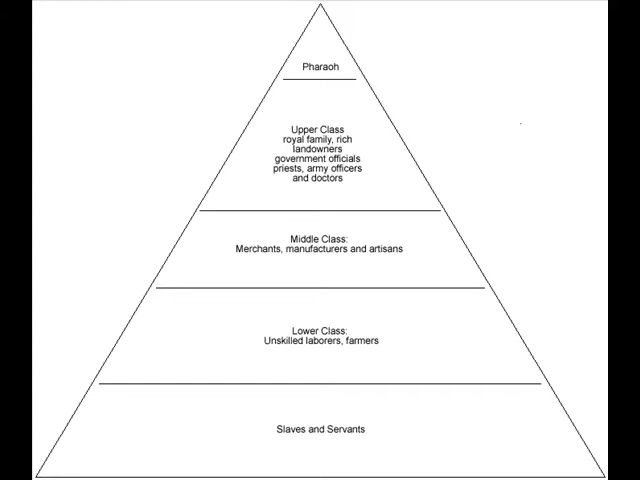 Pharaoh
Upper Class
royal family, rich
landowners
government officials
priests, army officers
and doctors
Middle Class:
Merchants, manufacturers and artisans
Lower Class:
Unskilled laborers, farmers
Slaves and Servants